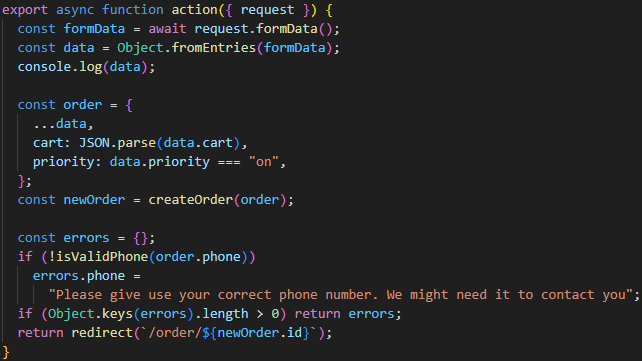 export async function action({ request }) {
  const formData = await request.formData();
  const data = Object.fromEntries(formData);
  console.log(data);

  const order = {
    ...data,
    cart: JSON.parse(data.cart),
    priority: data.priority === "on",
  };
  const newOrder = createOrder(order);

  const errors = {};
  if (!isValidPhone(order.phone))
    errors.phone =
      "Please give use your correct phone number. We might need it to contact you";
  if (Object.keys(errors).length > 0) return errors;
  return redirect(`/order/${newOrder.id}`);
}